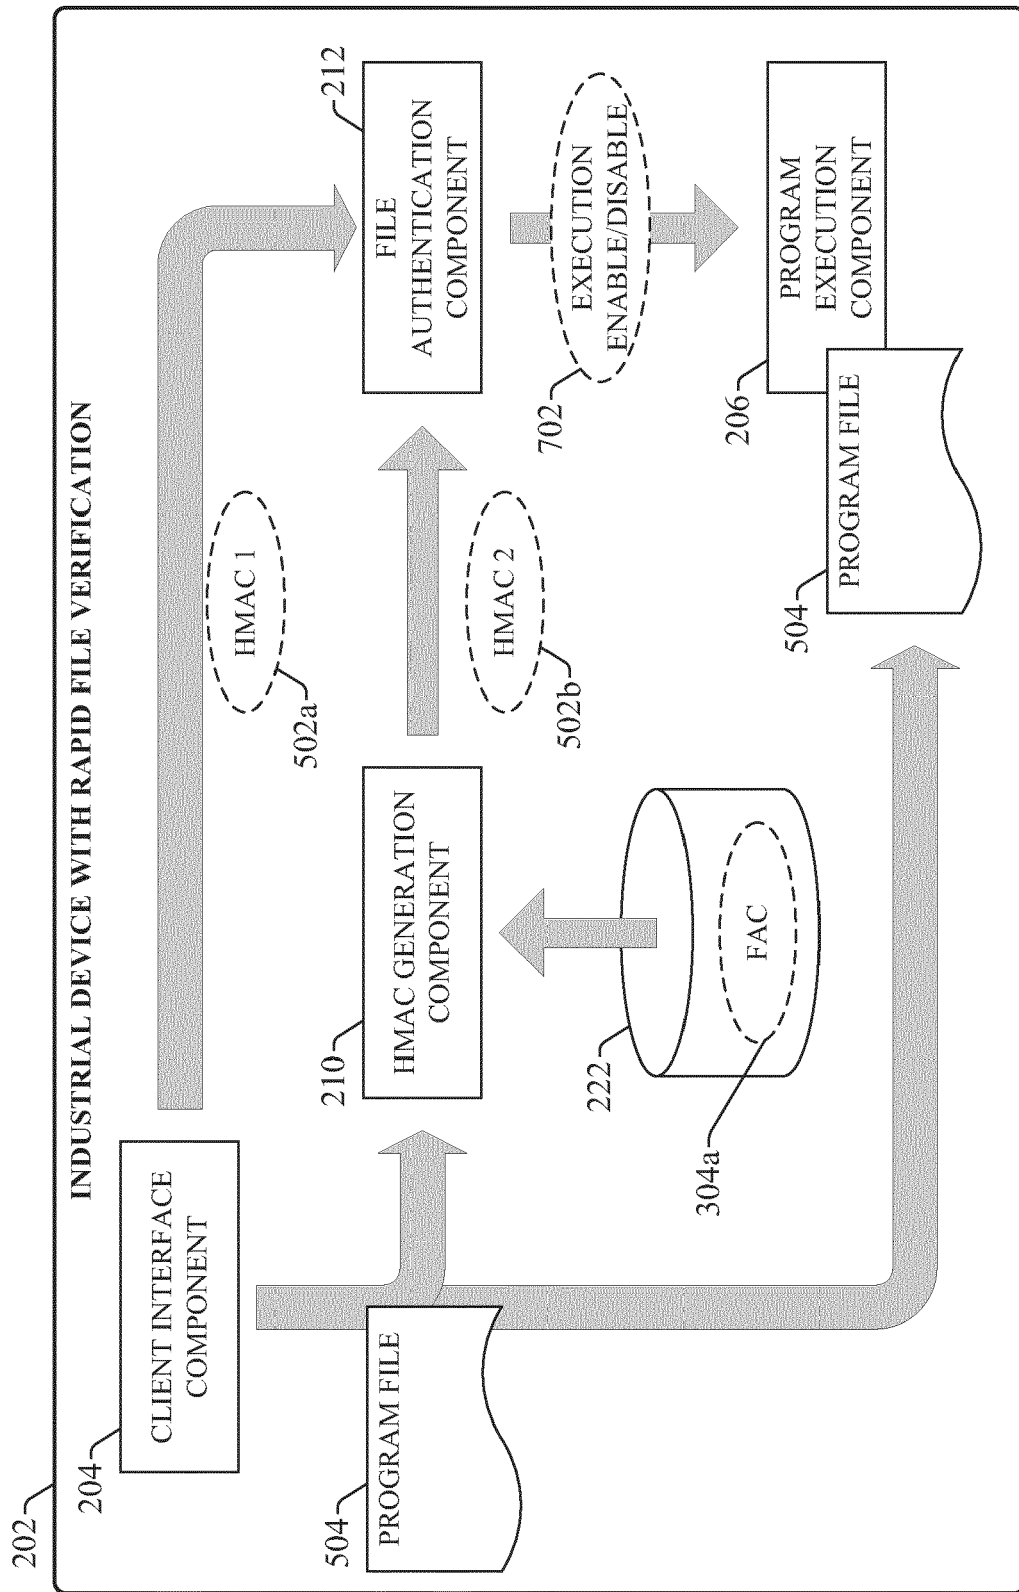 202
INDUSTRIAL DEVICE WITH RAPID FILE VERIFICATION
204
CLIENT INTERFACE
COMPONENT
HMAC 1
502a
212
FILE
AUTHENTICATION
COMPONENT
210
HMAC GENERATION
COMPONENT
HMAC 2
502b
504
PROGRAM FILE
702
EXECUTION
ENABLE/DISABLE
222
FAC
304a
206
PROGRAM
EXECUTION
COMPONENT
504
PROGRAM FILE